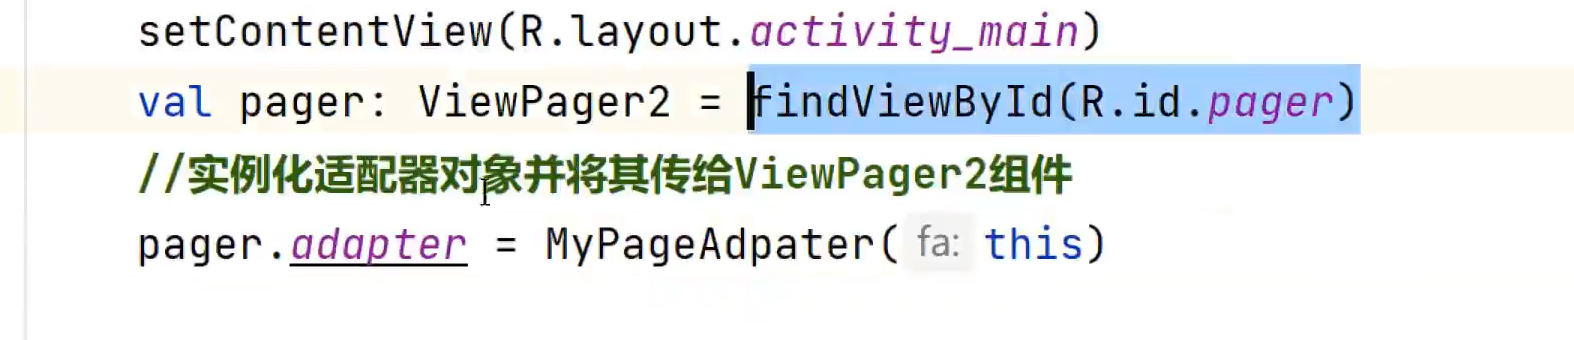 setContentView(R.layout.activity_main)
val pager: ViewPager2 = findViewById(R.id.pager)
//实例化适配器对象并将其传给ViewPager2组件
pager.adapter = MyPageAdpater( fa: this)